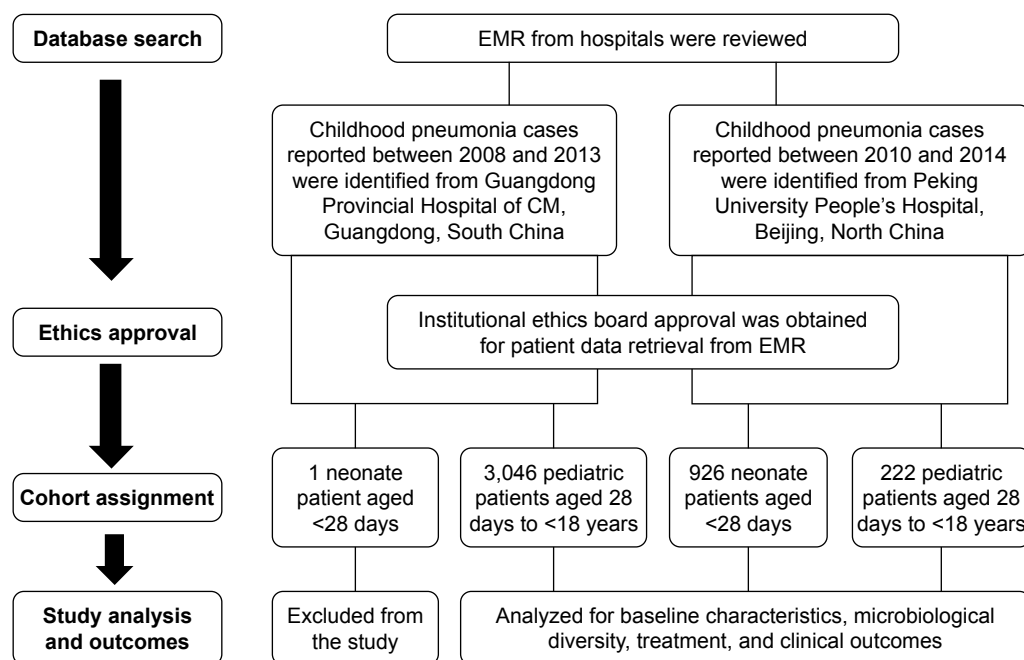 Database search
EMR from hospitals were reviewed
Childhood pneumonia cases
reported between 2008 and 2013
were identified from Guangdong
Provincial Hospital of CM,
Guangdong, South China
Childhood pneumonia cases
reported between 2010 and 2014
were identified from Peking
University People's Hospital,
Beijing, North China
Ethics approval
Institutional ethics board approval was obtained
for patient data retrieval from EMR
Cohort assignment
1 neonate
patient aged
<28 days
3,046 pediatric
patients aged 28
days to <18 years
926 neonate
patients aged
<28 days
222 pediatric
patients aged 28
days to <18 years
Study analysis
and outcomes
Excluded from
the study
Analyzed for baseline characteristics, microbiological
diversity, treatment, and clinical outcomes